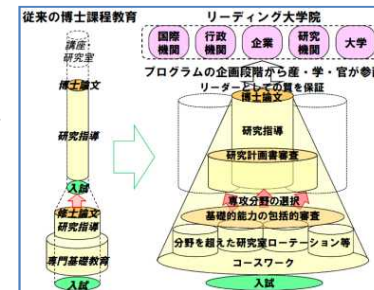 従来の博士課程教育
講座・
研究室
博士論文
研究指導
入試
修士論文
研究指導
専門基礎教育
入試
リーディング大学院
国際
機関
行政
機関
企業
研究
機関
大学
プログラムの企画段階から産・学・官が参
リーダーとしての質を保証
博士論文
研究指導
研究計画書審査
専攻分野の選択
基礎的能力の包括的審査
分野を超えた研究室ローテーション等
コースワーク
入試